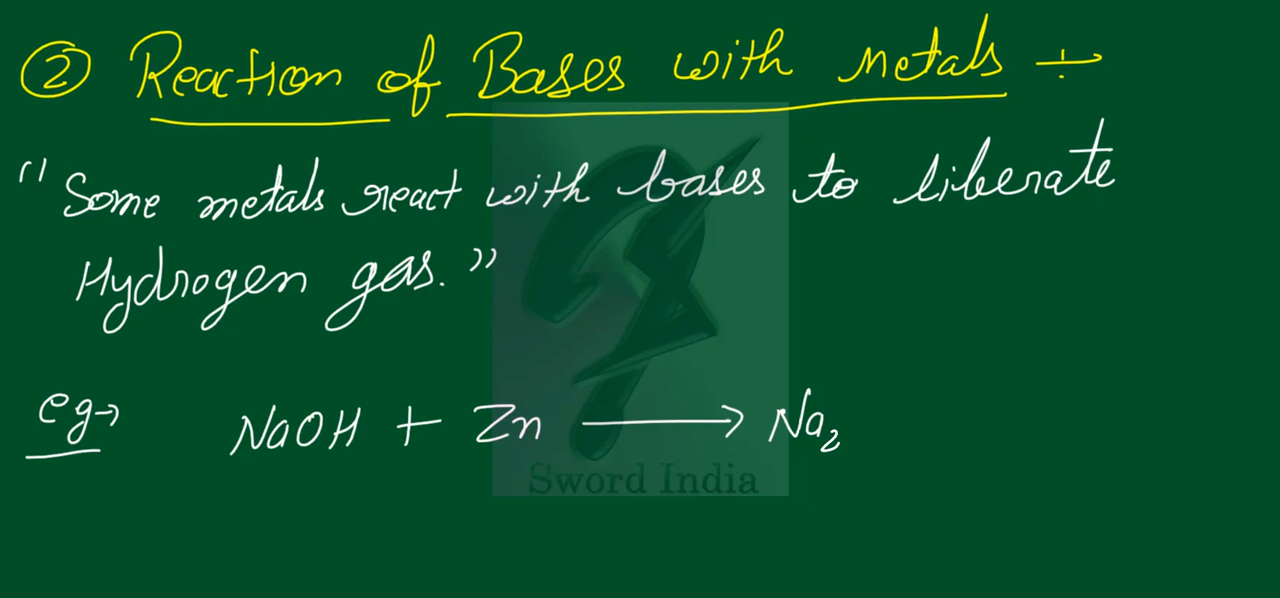 ② Reaction of Bases with metals ÷
"Some metals react with bases to liberate
Hydrogen gas."
eg→ NaOH + Zn ⟶ Na₂
Sword India